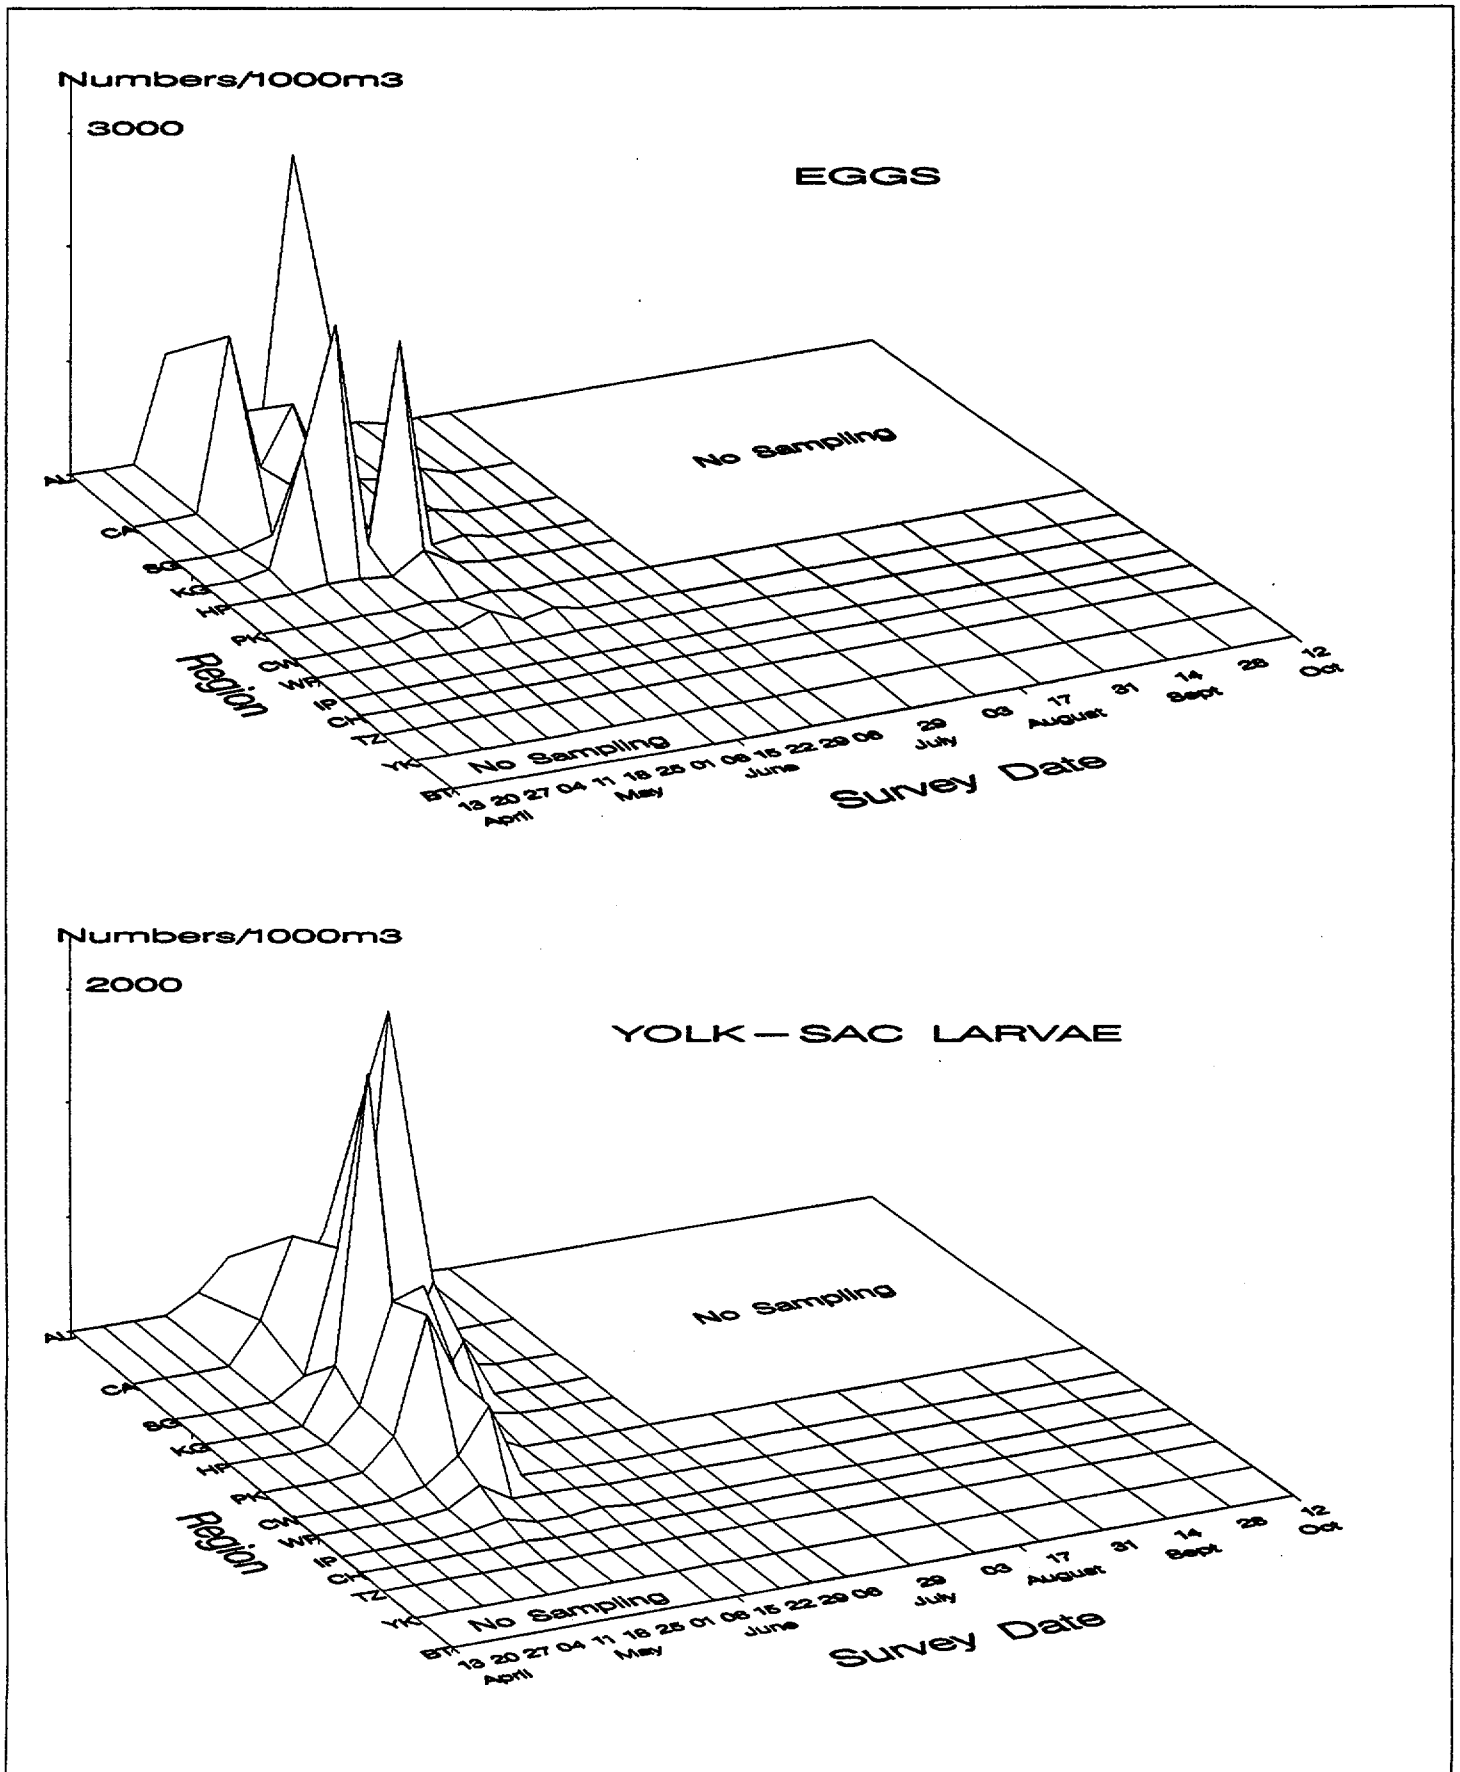 Numbers/1000m3
3000
EGGS
No Sampling
AL
CA
SG
KG
HP
PK
CW
WP
IP
CH
TZ
YK
BT
Region
No Sampling
13 20 27 04 11 18 25 01 08 15 22 29 06 29 03 17 31 14 28 12
April May June July August Sept Oct
Survey Date
Numbers/1000m3
2000
YOLK-SAC LARVAE
No Sampling
AL
CA
SG
KG
HP
PK
CW
WP
IP
CH
TZ
YK
BT
Region
No Sampling
13 20 27 04 11 18 25 01 08 15 22 29 06 29 03 17 31 14 28 12
April May June July August Sept Oct
Survey Date